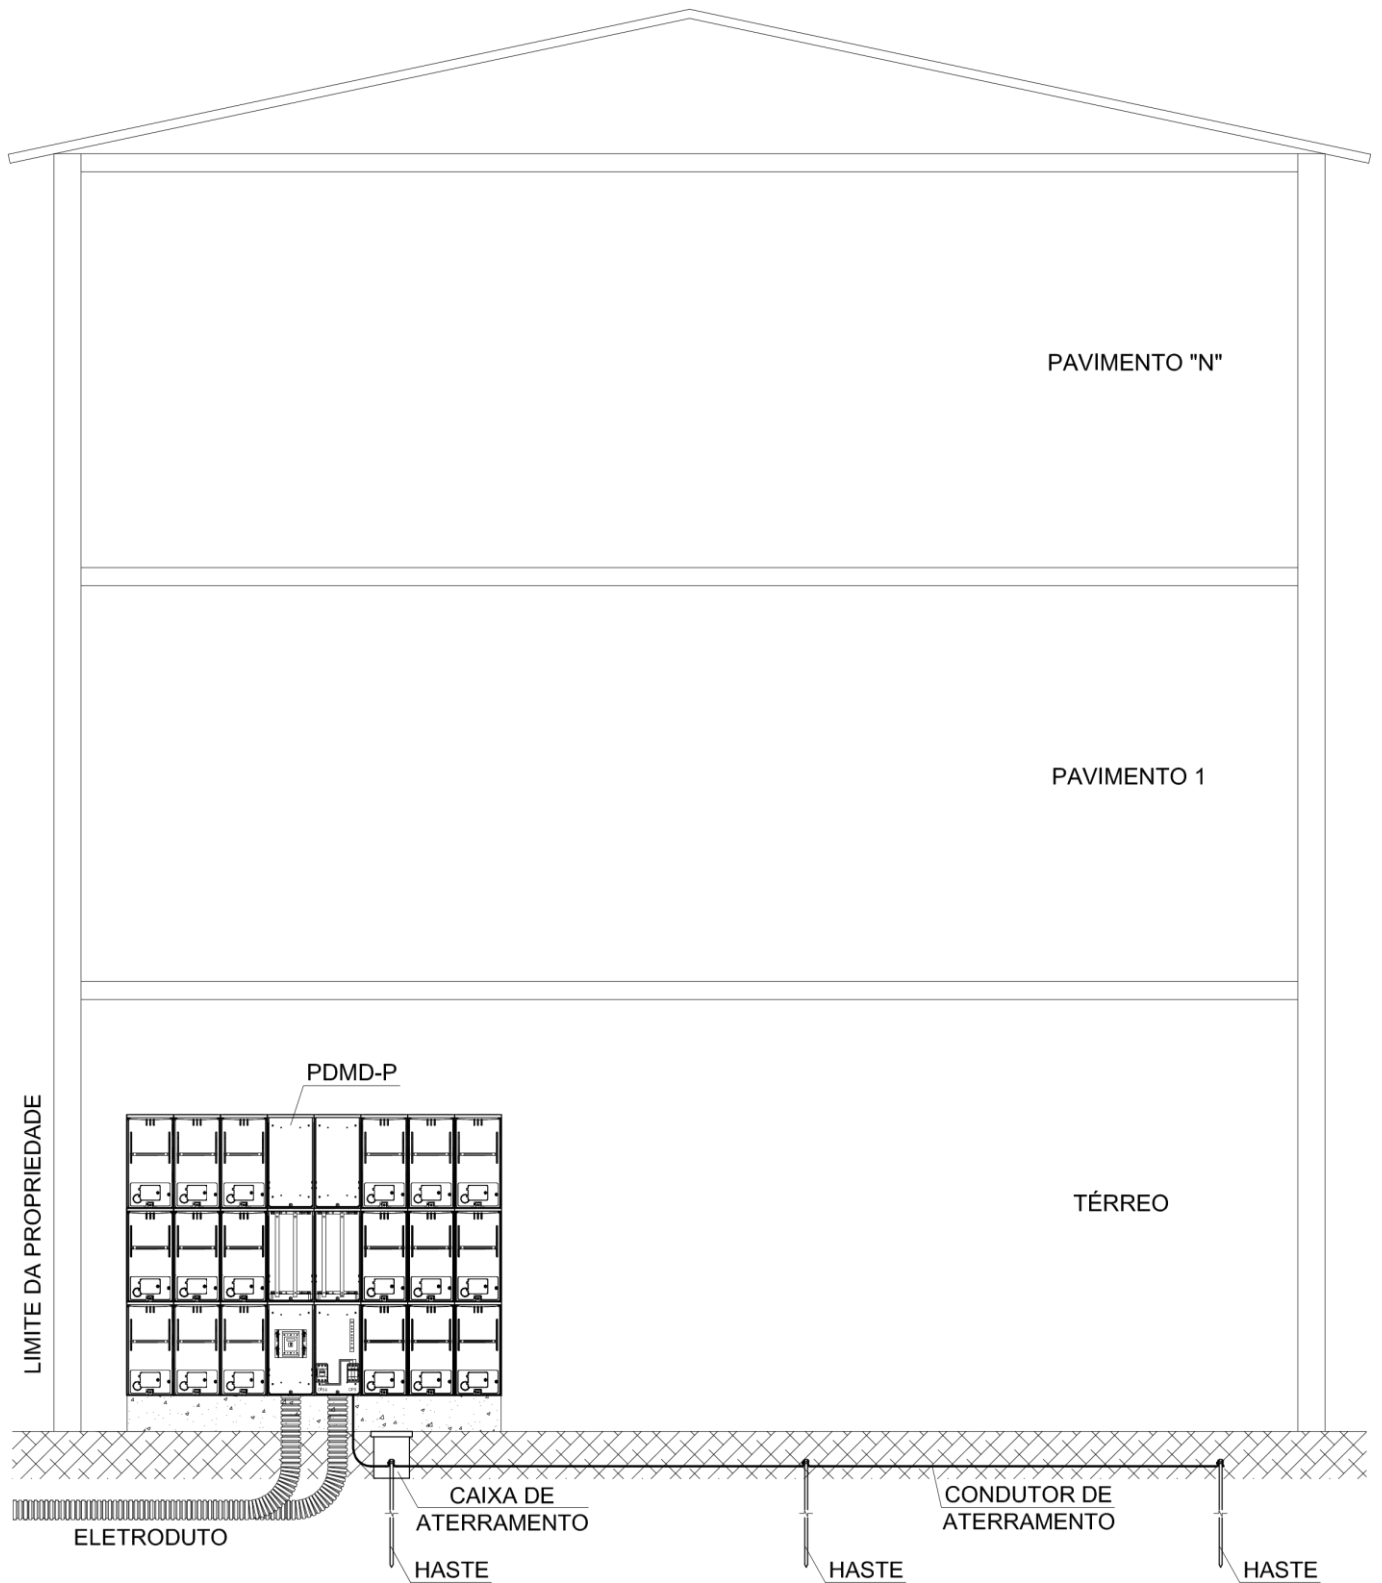 PAVIMENTO "N"
PAVIMENTO 1
PDMD-P
LIMITE DA PROPRIEDADE
TÉRREO
CAIXA DE
ATERRAMENTO
CONDUTOR DE
ATERRAMENTO
ELETRODUTO
HASTE
HASTE
HASTE